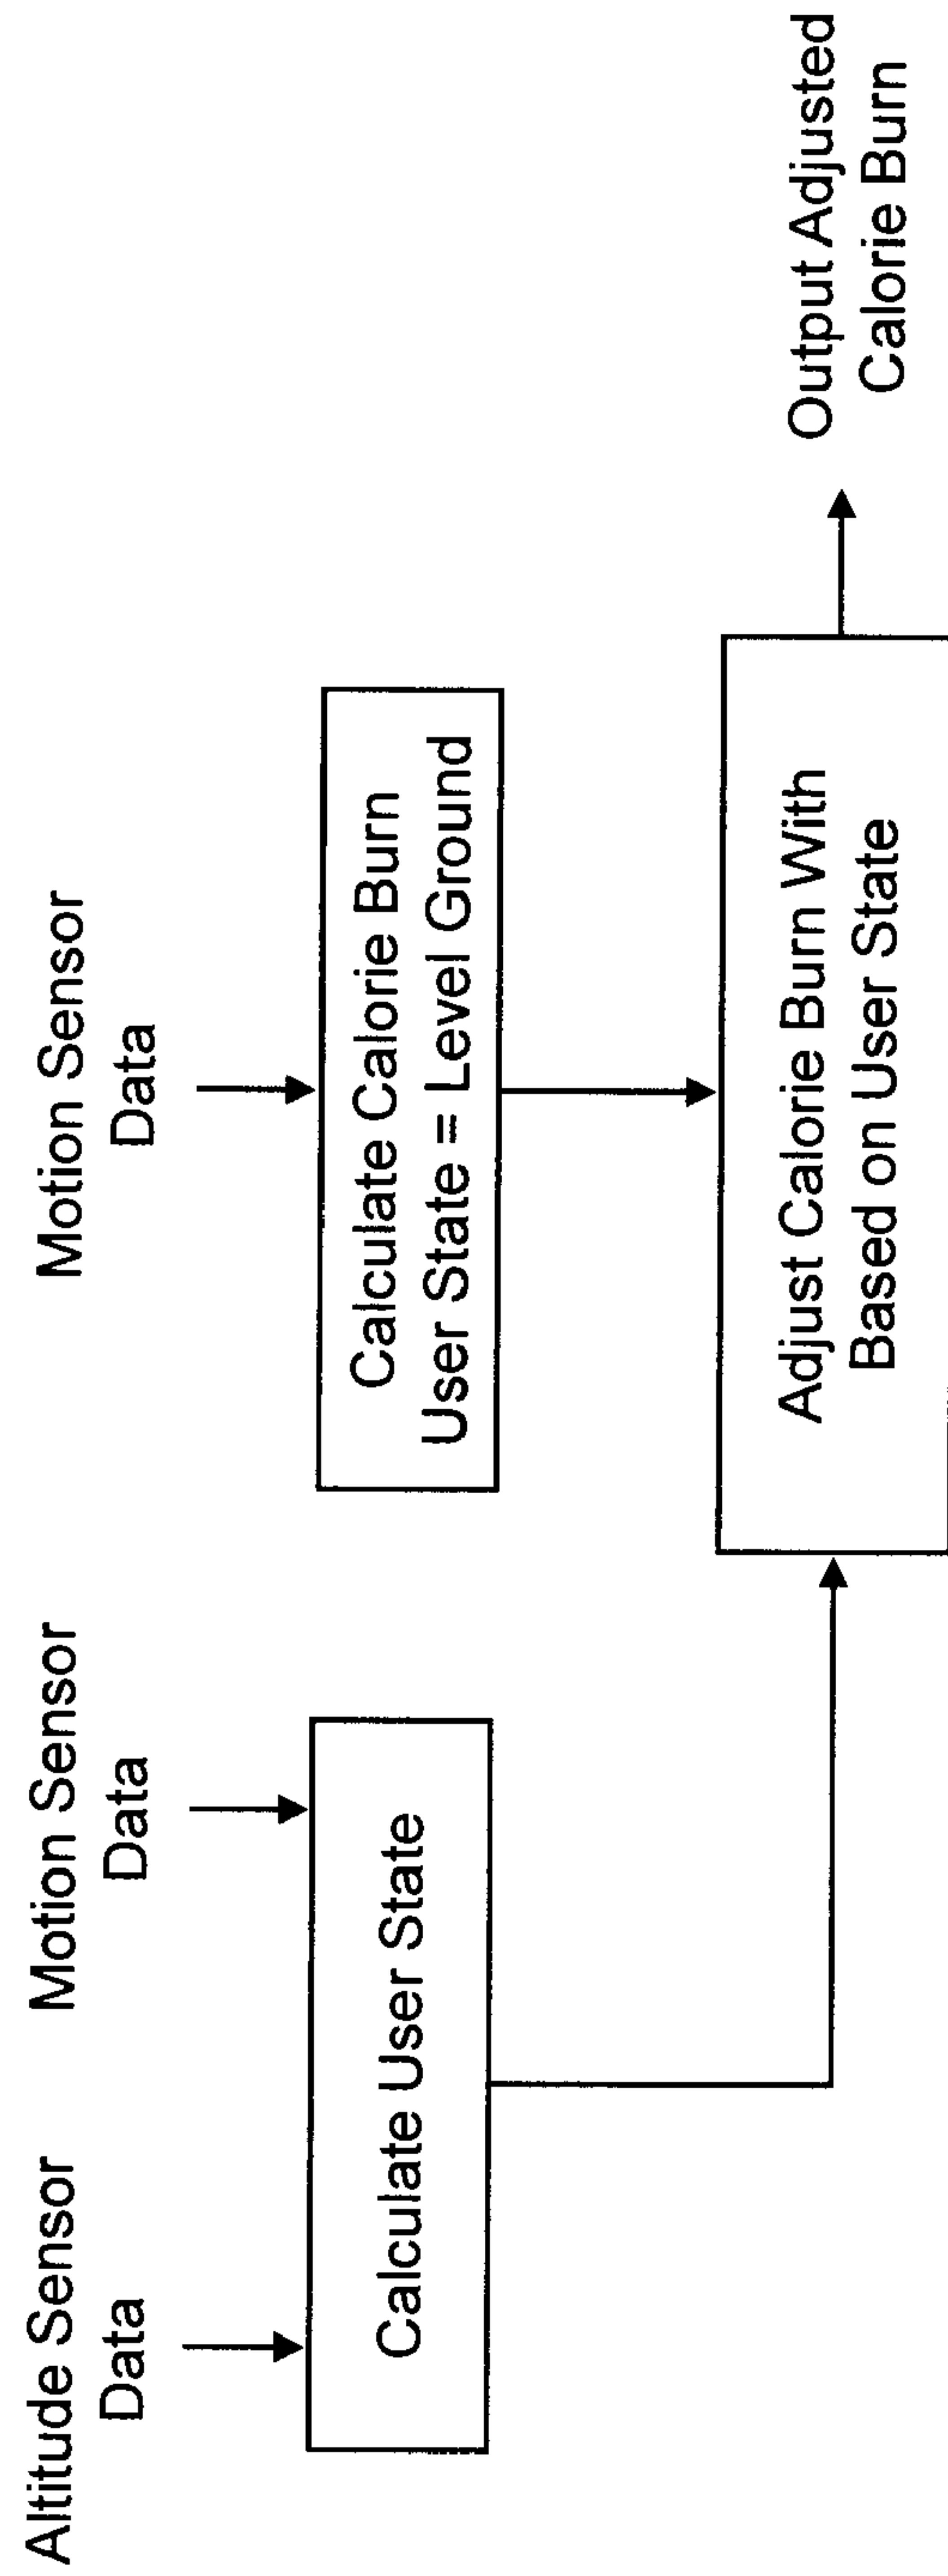 Altitude Sensor
Data
Motion Sensor
Data
Motion Sensor
Data
Calculate User State
Calculate Calorie Burn
User State = Level Ground
Adjust Calorie Burn With
Based on User State
Output Adjusted
Calorie Burn